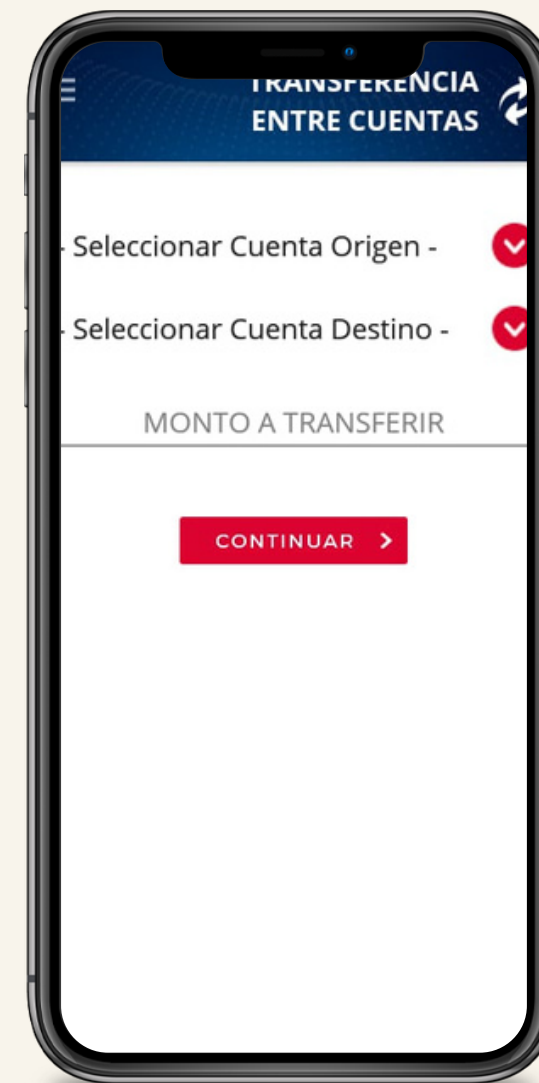 TRANSFERENCIA
ENTRE CUENTAS
- Seleccionar Cuenta Origen -
- Seleccionar Cuenta Destino -
MONTO A TRANSFERIR
CONTINUAR